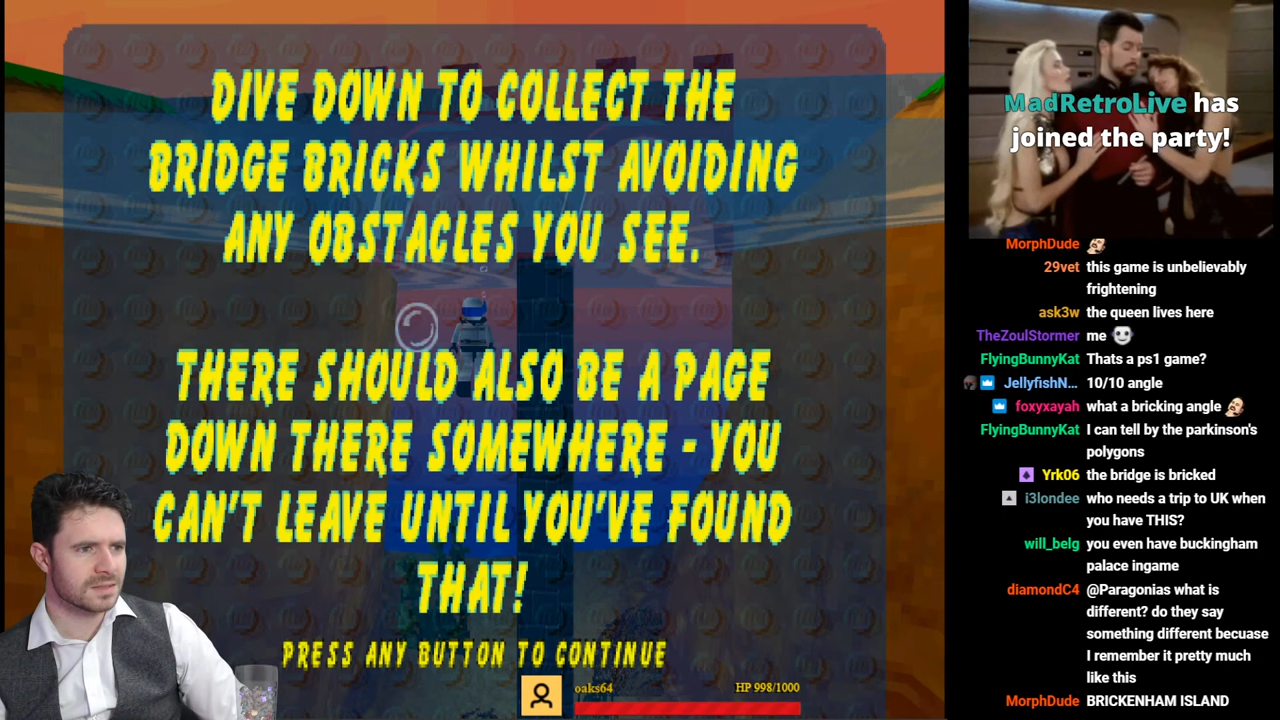 DIVE DOWN TO COLLECT THE
BRIDGE BRICKS WHILST AVOIDING
ANY OBSTACLES YOU SEE.
THERE SHOULD ALSO BE A PAGE
DOWN THERE SOMEWHERE - YOU
CAN'T LEAVE UNTIL YOU'VE FOUND
THAT!
PRESS ANY BUTTON TO CONTINUE
oaks64
HP 998/1000
MadRetroLive has
joined the party!
MorphDude
29vet this game is unbelievably
frightening
ask3w the queen lives here
TheZoulStormer me
FlyingBunnyKat Thats a ps1 game?
JellyfishN... 10/10 angle
foxyxayah what a bricking angle
FlyingBunnyKat I can tell by the parkinson's
polygons
Yrk06 the bridge is bricked
i3londee who needs a trip to UK when
you have THIS?
will_belg you even have buckingham
palace ingame
diamondC4 @Paragonias what is
different? do they say
something different becuase
I remember it pretty much
like this
MorphDude BRICKENHAM ISLAND